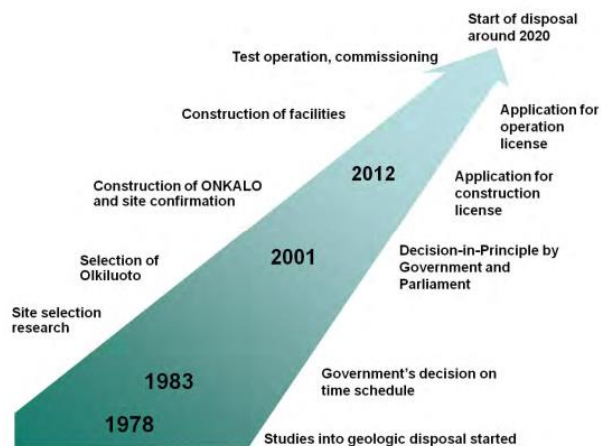 Start of disposal
around 2020
Test operation, commissioning
Construction of facilities
Application for
operation
license
2012
Application for
construction
license
Construction of ONKALO
and site confirmation
2001
Decision-in-Principle by
Government and
Parliament
Selection of
Olkiluoto
Site selection
research
1983
Government's decision on
time schedule
1978
Studies into geologic disposal started